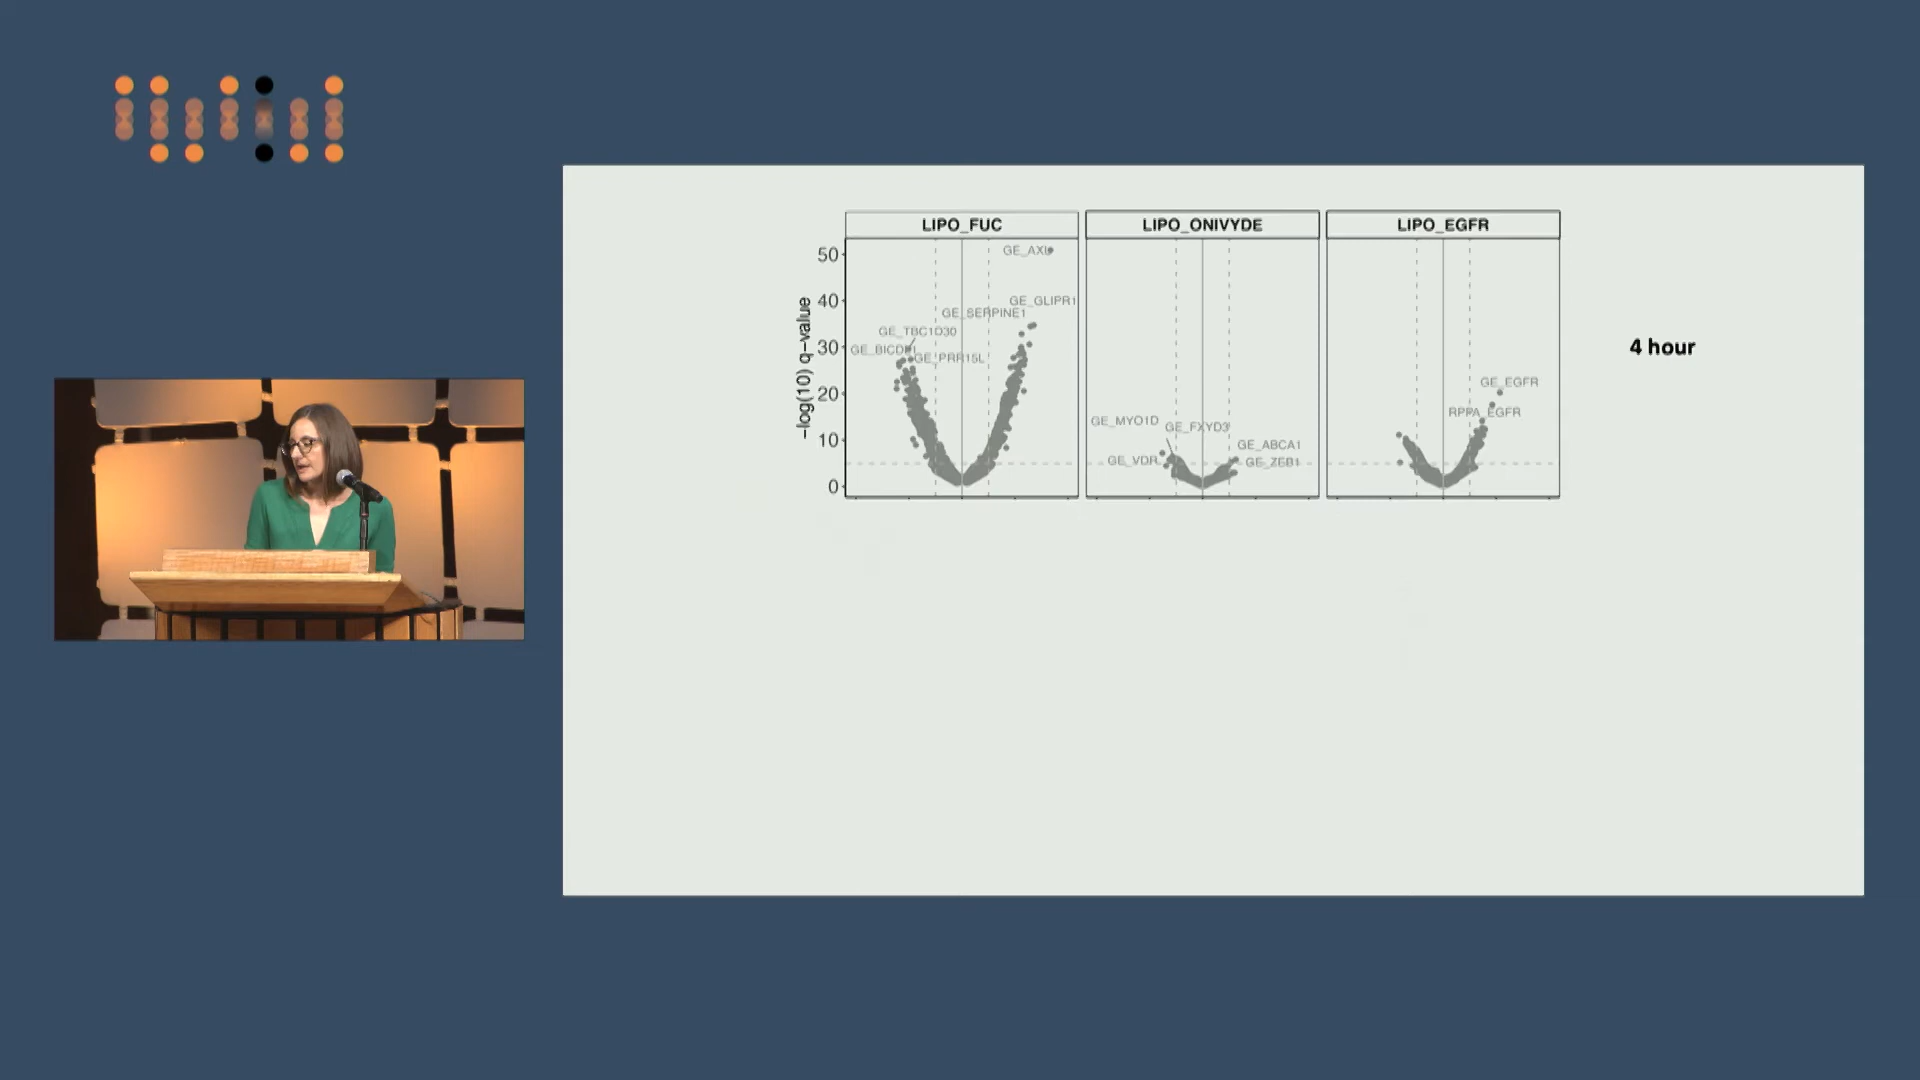 LIPO_FUC
LIPO_ONIVYDE
LIPO_EGFR
−log(10) q−value
50
40
30
20
10
0
GE_AXL
GE_GLIPR1
GE_SERPINE1
GE_TBC1D30
GE_PRR15L
GE_MYO1D
GE_FXYD3
GE_VDR
GE_ABCA1
GE_ZEB1
GE_EGFR
RPPA_EGFR
4 hour